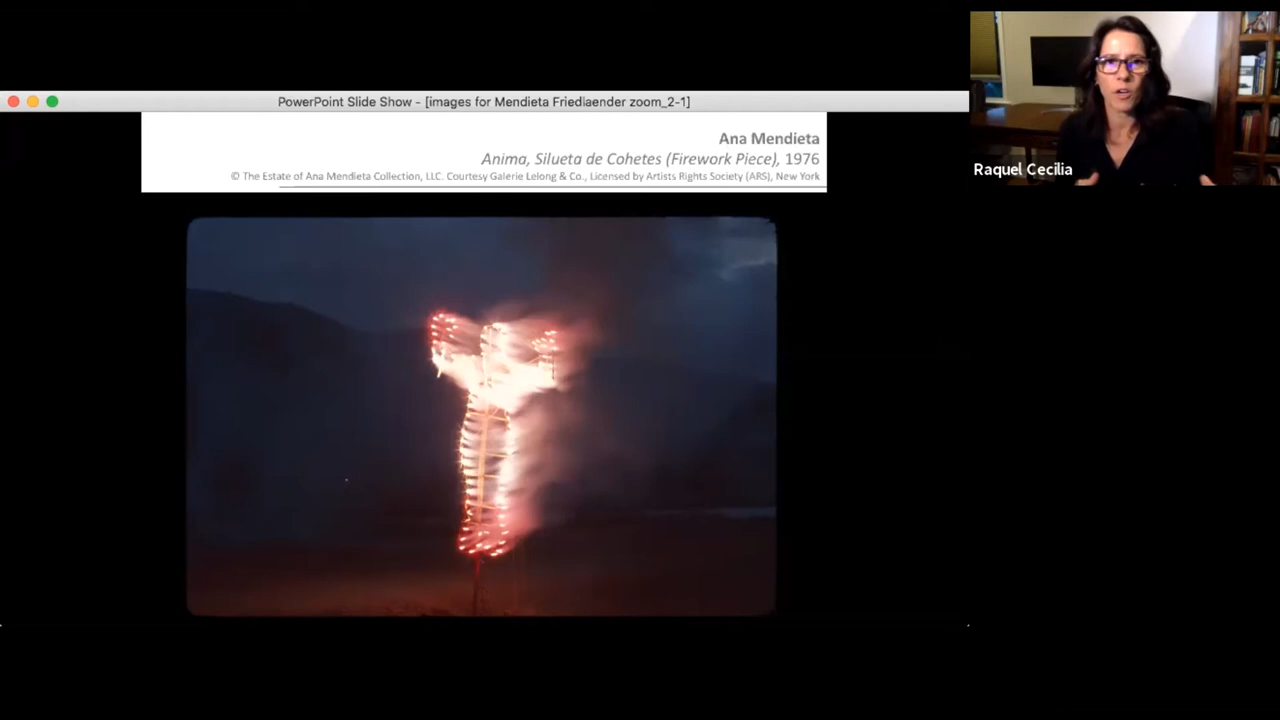 PowerPoint Slide Show - [images for Mendieta Friedlaender zoom_2-1]
Ana Mendieta
Anima, Silueta de Cohetes (Firework Piece), 1976
© The Estate of Ana Mendieta Collection, LLC. Courtesy Galerie Lelong & Co., Licensed by Artists Rights Society (ARS), New York
Raquel Cecilia